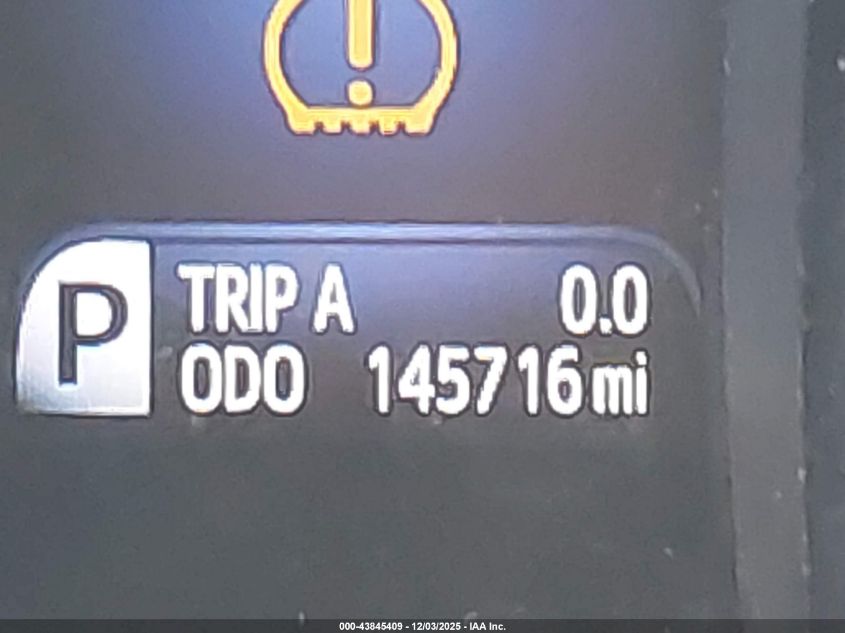 !
P
TRIP A 0.0
ODO 145716 mi
000-43845409 - 12/03/2025 - IAA Inc.